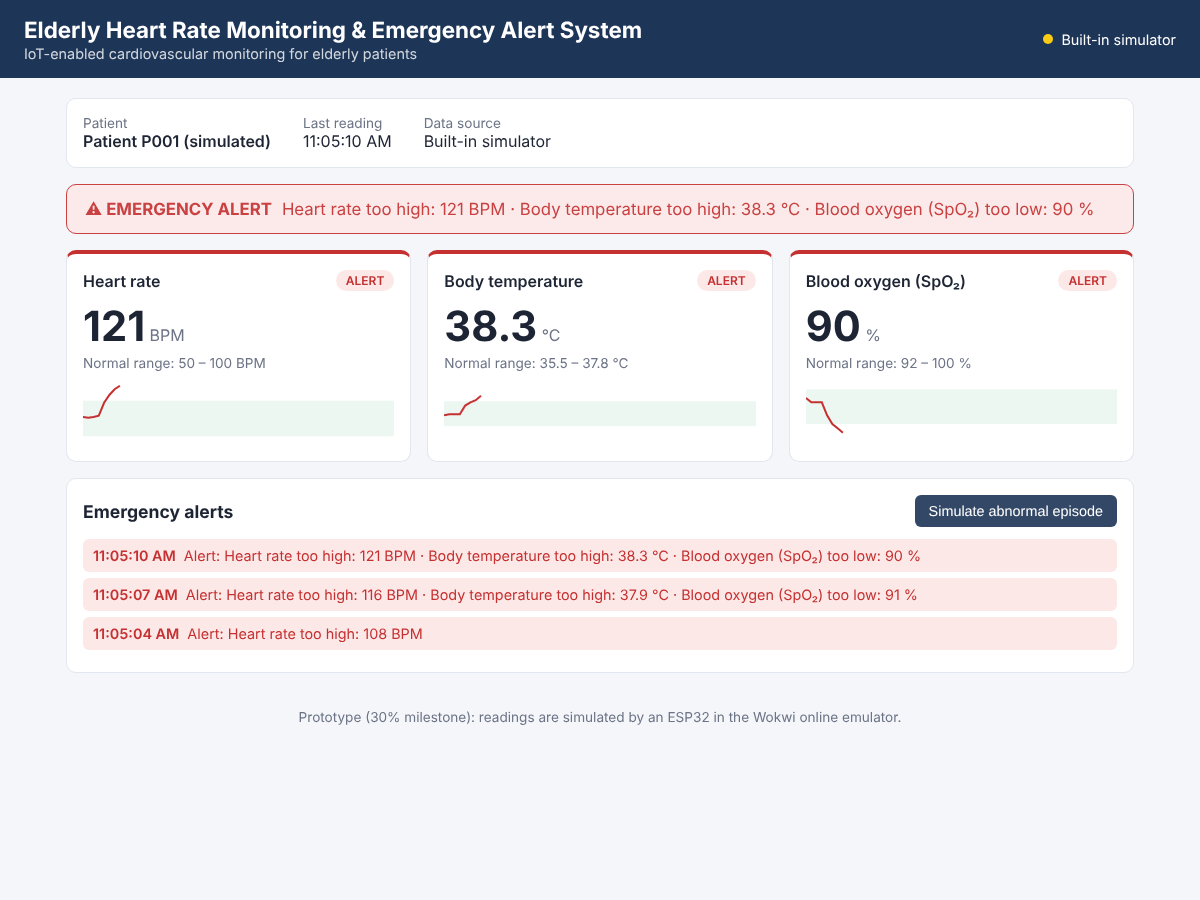 Elderly Heart Rate Monitoring & Emergency Alert System
IoT-enabled cardiovascular monitoring for elderly patients
Built-in simulator
Patient
Patient P001 (simulated)
Last reading
11:05:10 AM
Data source
Built-in simulator
⚠ EMERGENCY ALERT Heart rate too high: 121 BPM · Body temperature too high: 38.3 °C · Blood oxygen (SpO₂) too low: 90 %
Heart rate
ALERT
121 BPM
Normal range: 50 – 100 BPM
Body temperature
ALERT
38.3 °C
Normal range: 35.5 – 37.8 °C
Blood oxygen (SpO₂)
ALERT
90 %
Normal range: 92 – 100 %
Emergency alerts
Simulate abnormal episode
11:05:10 AM Alert: Heart rate too high: 121 BPM · Body temperature too high: 38.3 °C · Blood oxygen (SpO₂) too low: 90 %
11:05:07 AM Alert: Heart rate too high: 116 BPM · Body temperature too high: 37.9 °C · Blood oxygen (SpO₂) too low: 91 %
11:05:04 AM Alert: Heart rate too high: 108 BPM
Prototype (30% milestone): readings are simulated by an ESP32 in the Wokwi online emulator.